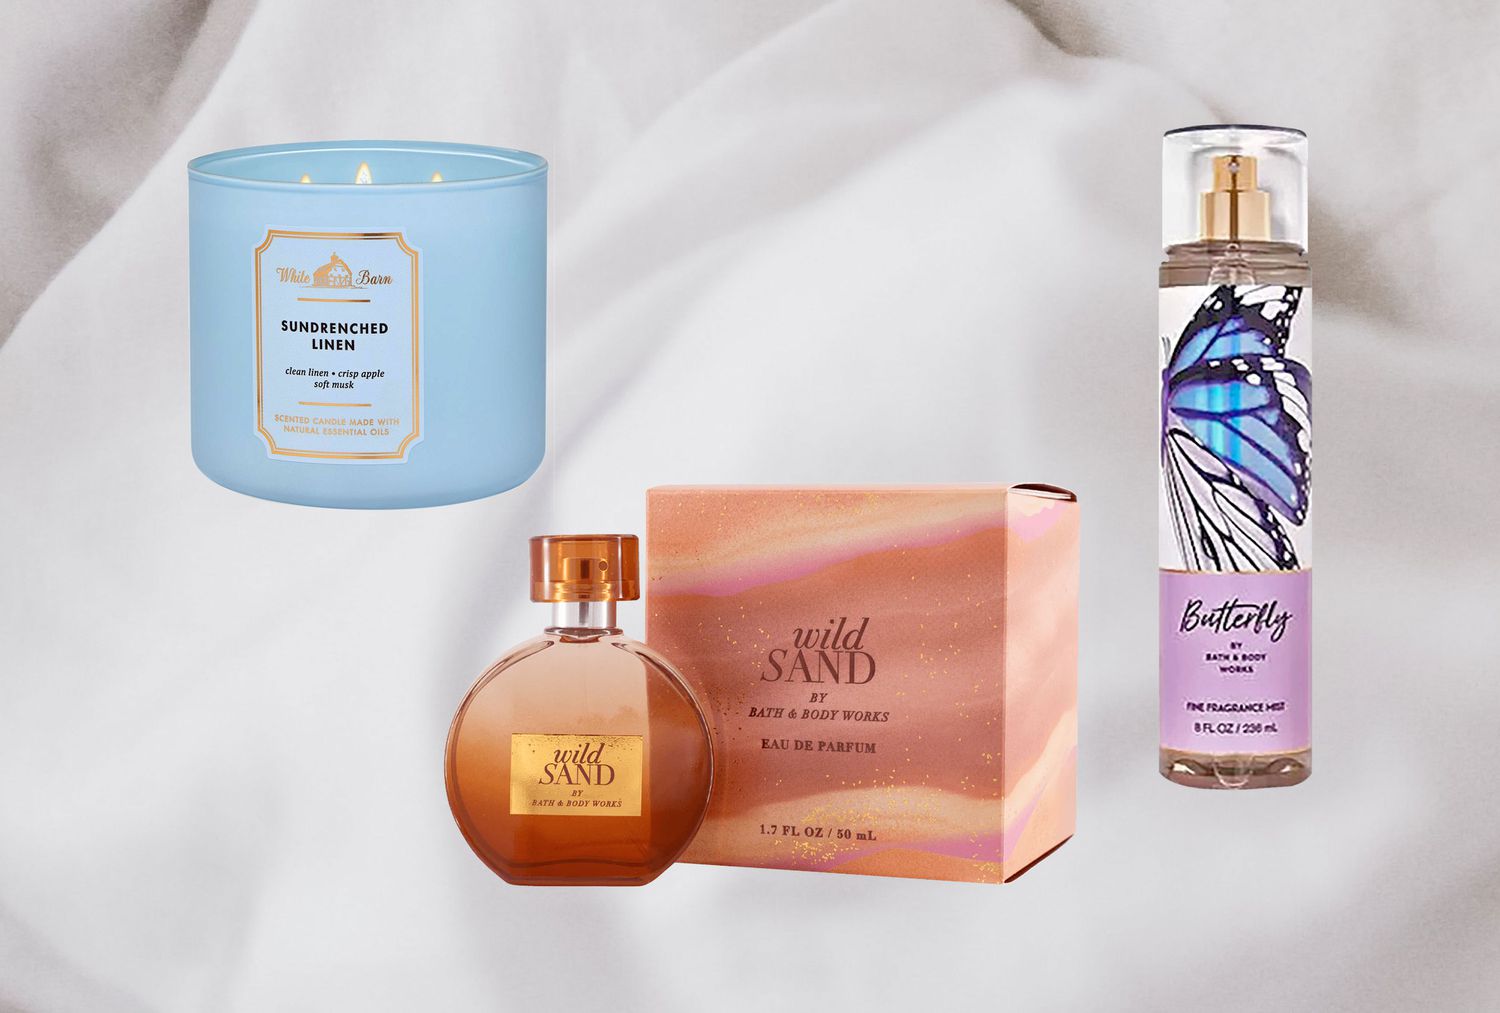 White Barn
SUNDRENCHED
LINEN
clean linen • crisp apple
soft musk
SCENTED CANDLE MADE WITH
NATURAL ESSENTIAL OILS
wild
SAND
BY
BATH & BODY WORKS
wild
SAND
BY
BATH & BODY WORKS
EAU DE PARFUM
1.7 FL OZ / 50 mL
Butterfly
BY
BATH & BODY
WORKS
FINE FRAGRANCE MIST
8 FL OZ / 236 mL